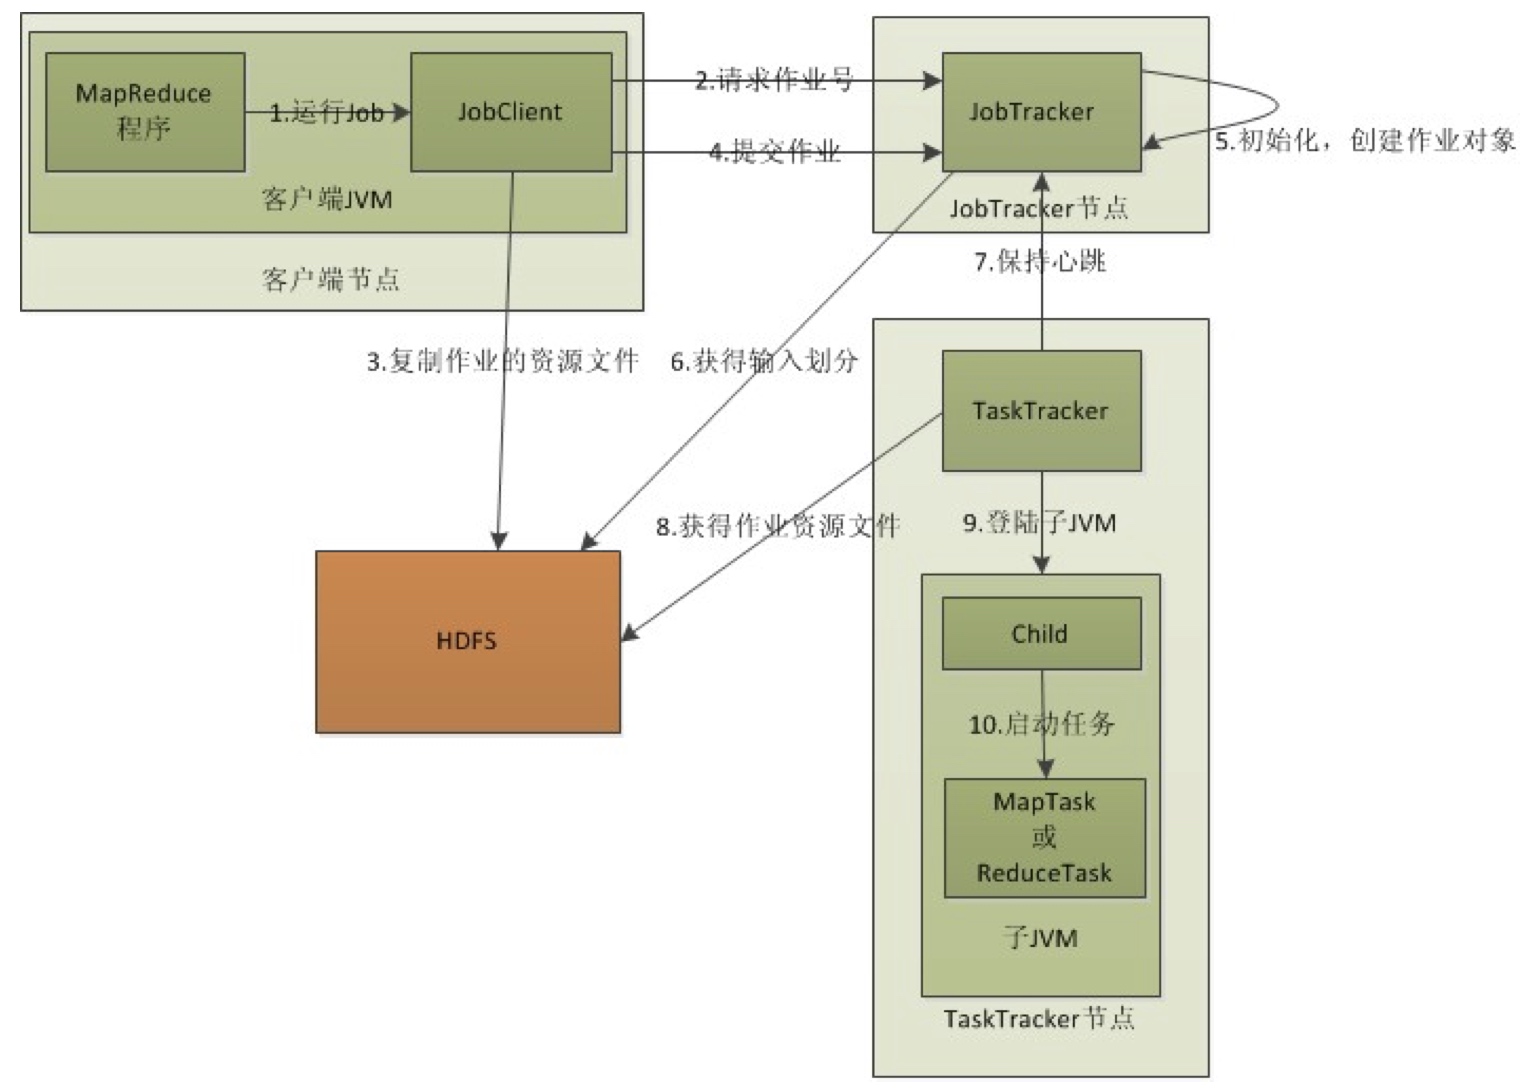 MapReduce
程序
1.运行Job
JobClient
客户端JVM
客户端节点
2.请求作业号
4.提交作业
JobTracker
5.初始化，创建作业对象
JobTracker节点
7.保持心跳
3.复制作业的资源文件
6.获得输入划分
TaskTracker
8.获得作业资源文件
9.登陆子JVM
HDFS
Child
10.启动任务
MapTask
或
ReduceTask
子JVM
TaskTracker节点